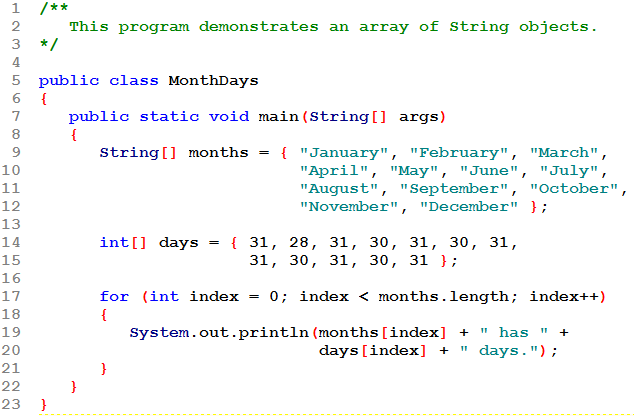 1 /**
2    This program demonstrates an array of String objects.
3 */
4
5 public class MonthDays
6 {
7    public static void main(String[] args)
8    {
9       String[] months = { "January", "February", "March",
10                          "April", "May", "June", "July",
11                          "August", "September", "October",
12                          "November", "December" };
13
14       int[] days = { 31, 28, 31, 30, 31, 30, 31,
15                      31, 30, 31, 30, 31 };
16
17       for (int index = 0; index < months.length; index++)
18       {
19          System.out.println(months[index] + " has " +
20                             days[index] + " days.");
21       }
22    }
23 }